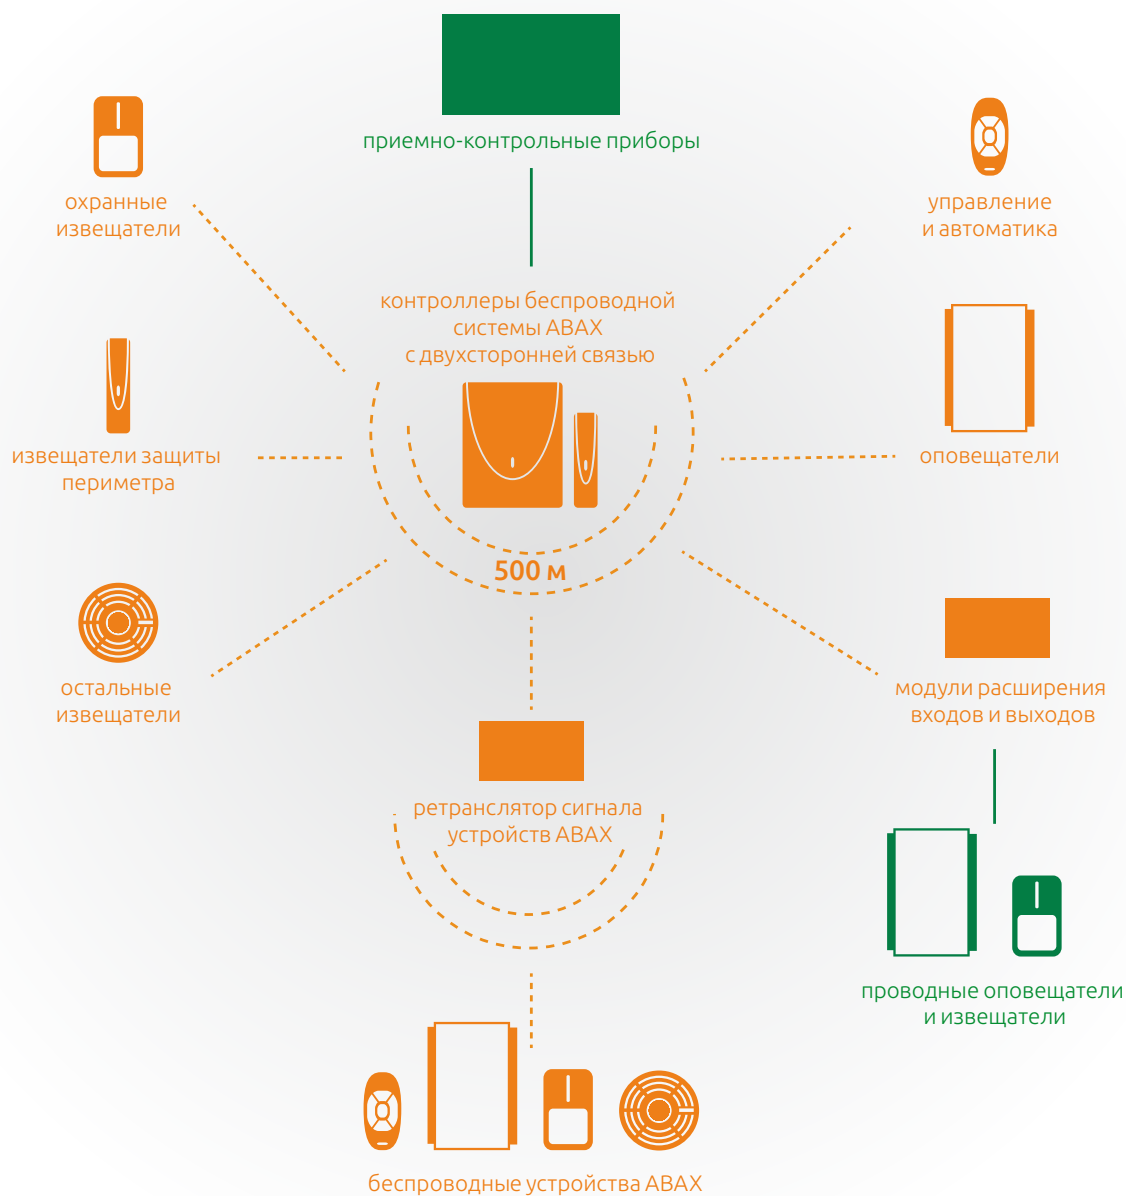 приемно-контрольные приборы
охранные
извещатели
управление
и автоматика
контроллеры беспроводной
системы ABAX
с двухсторонней связью
извещатели защиты
периметра
оповещатели
500 м
остальные
извещатели
модули расширения
входов и выходов
ретранслятор сигнала
устройств ABAX
проводные оповещатели
и извещатели
беспроводные устройства ABAX